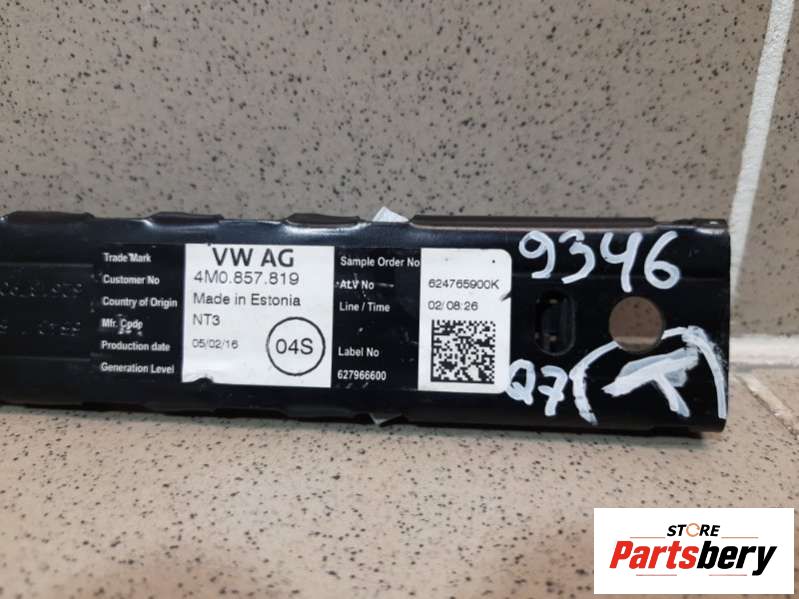 Trade Mark VW AG
Customer No 4M0.857.819
Country of Origin Made in Estonia
Mfr. Code NT3
Production date 05/02/16
Generation Level 04S
Sample Order No
ALV No 624765900K
Line / Time 02/ 08:26
Label No
627966600
9346
Q7 T
STORE
Partsbery